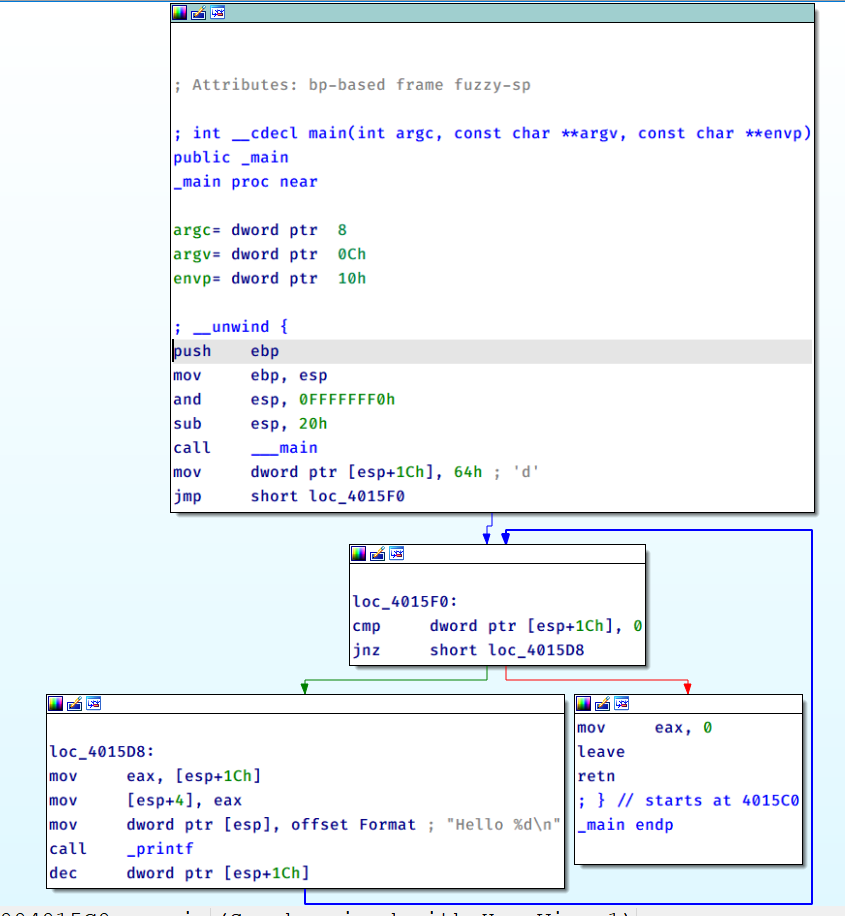 ; Attributes: bp-based frame fuzzy-sp
; int __cdecl main(int argc, const char **argv, const char **envp)
public _main
_main proc near
argc= dword ptr  8
argv= dword ptr  0Ch
envp= dword ptr  10h
; __unwind {
push    ebp
mov     ebp, esp
and     esp, 0FFFFFFF0h
sub     esp, 20h
call    ___main
mov     dword ptr [esp+1Ch], 64h ; 'd'
jmp     short loc_4015F0
loc_4015F0:
cmp     dword ptr [esp+1Ch], 0
jnz     short loc_4015D8
loc_4015D8:
mov     eax, [esp+1Ch]
mov     [esp+4], eax
mov     dword ptr [esp], offset Format ; "Hello %d\n"
call    _printf
dec     dword ptr [esp+1Ch]
mov     eax, 0
leave
retn
; } // starts at 4015C0
_main endp